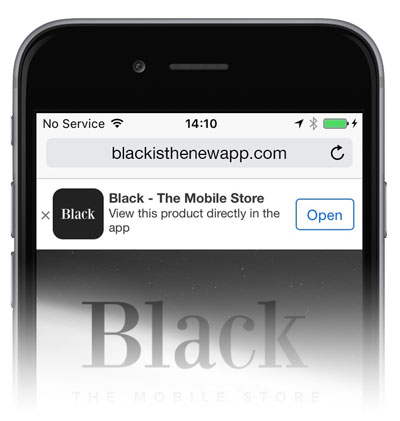 No Service 14:10
blackisthenewapp.com
× Black Black - The Mobile Store
View this product directly in the
app
Open
Black
THE MOBILE STORE